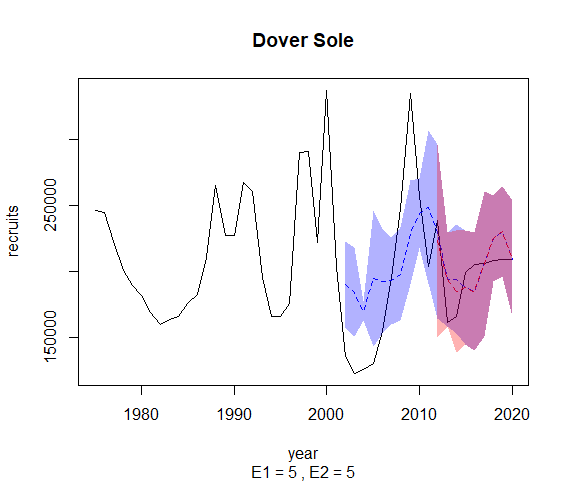 Dover Sole
recruits
250000
150000
1980
1990
2000
2010
2020
year
E1 = 5 , E2 = 5